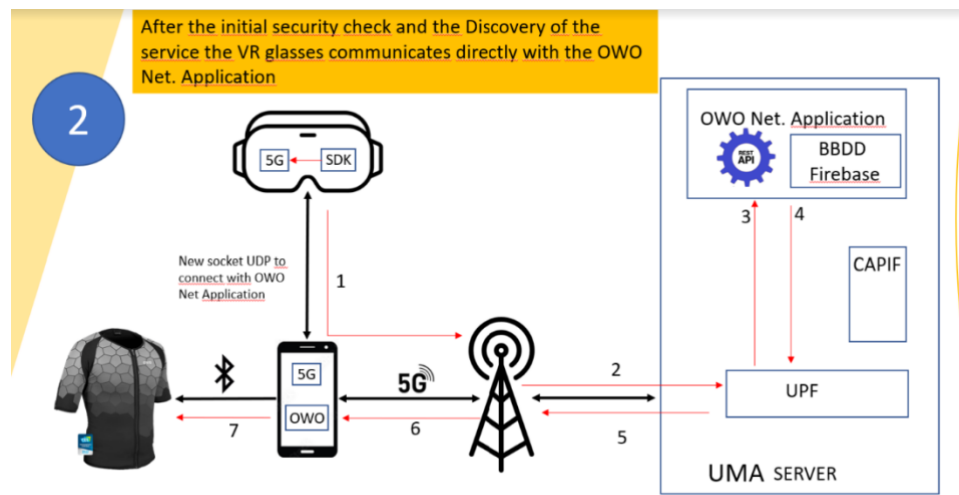 After the initial security check and the Discovery of the
service the VR glasses communicates directly with the OWO
Net. Application
2
OWO Net. Application
REST
API
BBDD
Firebase
5G
SDK
3
4
New socket UDP to
connect with OWO
Net Application
1
CAPIF
5G
5G
2
UPF
OWO
7
6
5
UMA SERVER